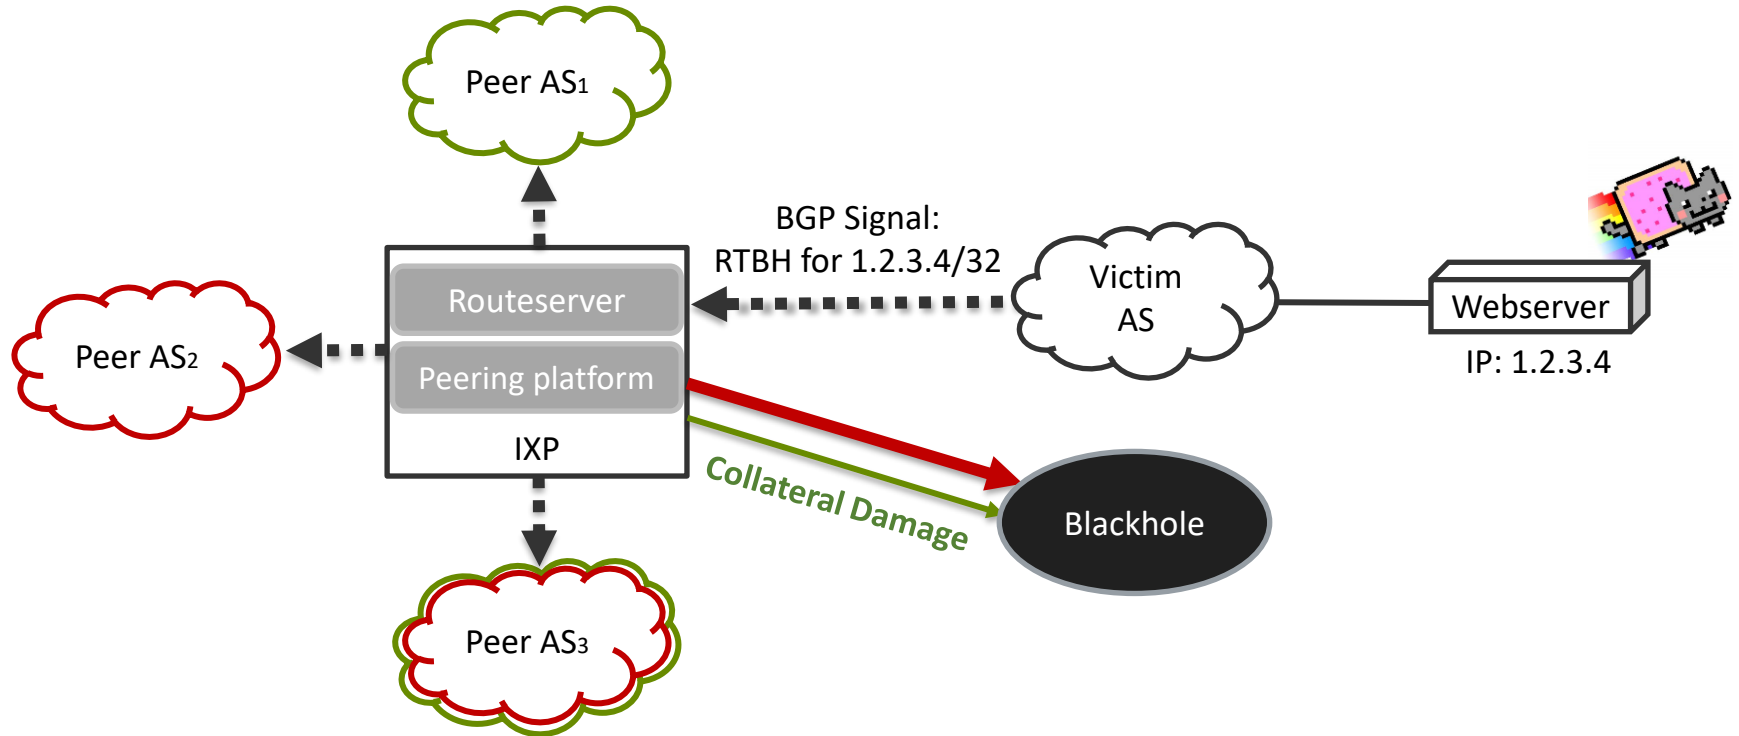 Peer AS1
BGP Signal:
RTBH for 1.2.3.4/32
Victim
AS
Webserver
IP: 1.2.3.4
Routeserver
Peering platform
IXP
Peer AS2
Collateral Damage
Blackhole
Peer AS3